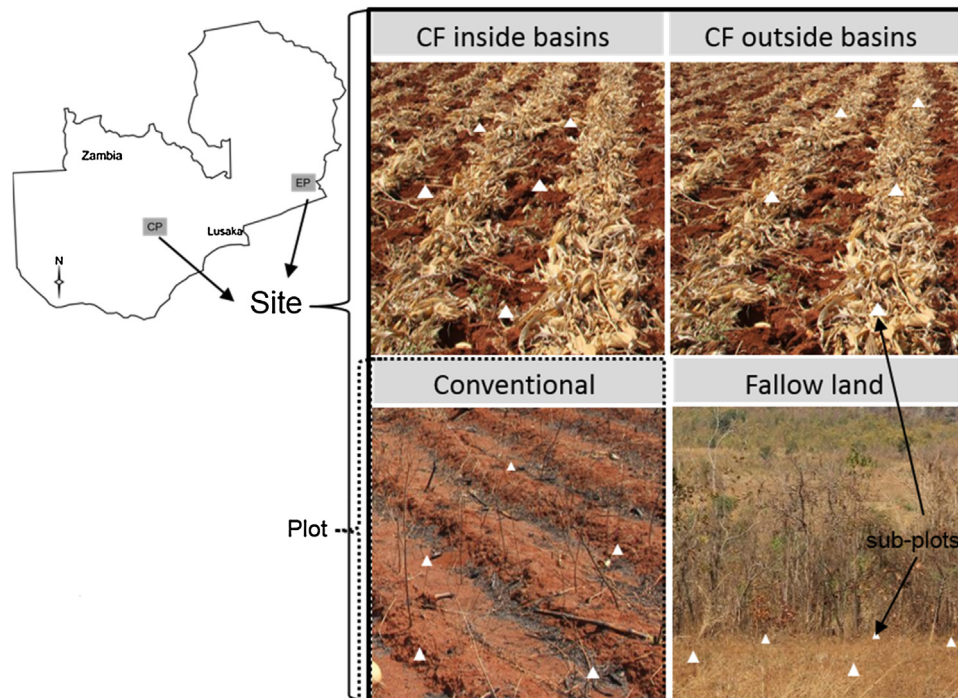 CF inside basins
CF outside basins
Zambia
EP
CP
Lusaka
N
Site
Conventional
Fallow land
Plot
sub-plots